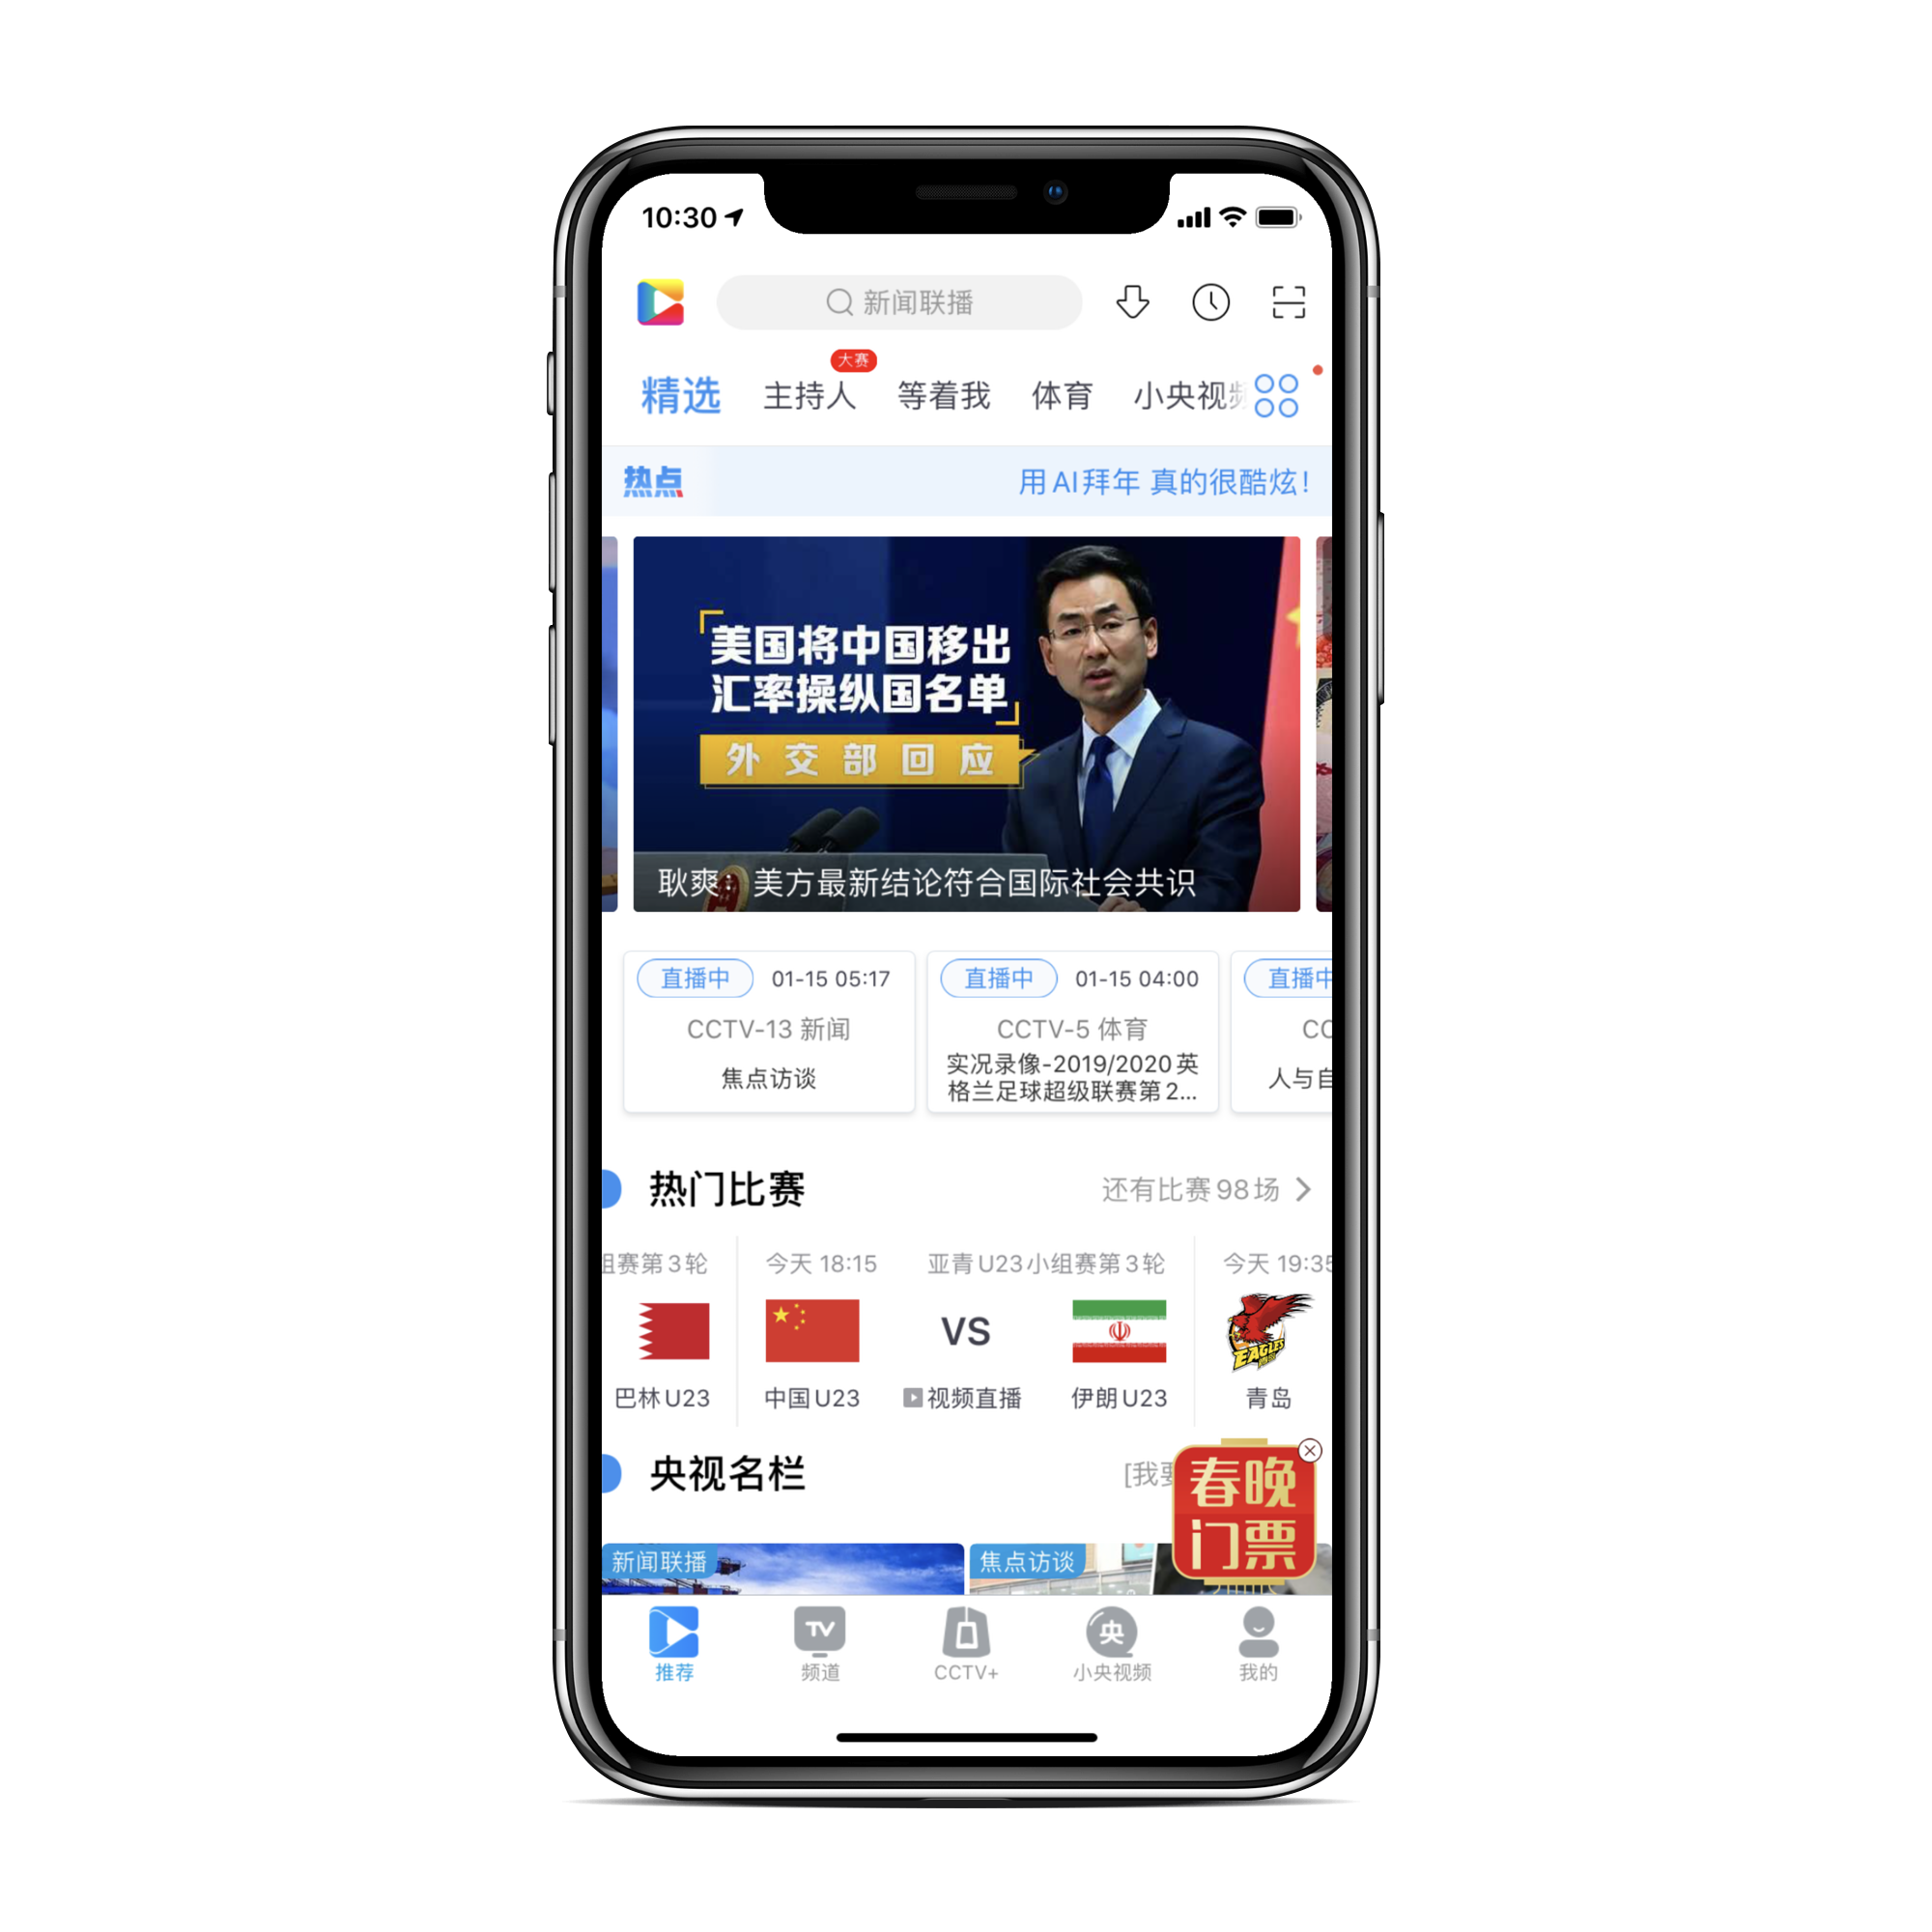 10:30
新闻联播
大赛
精选 主持人 等着我 体育 小央视频
热点 用AI拜年 真的很酷炫!
美国将中国移出
汇率操纵国名单
外交部回应
耿爽：美方最新结论符合国际社会共识
直播中 01-15 05:17
CCTV-13 新闻
焦点访谈
直播中 01-15 04:00
CCTV-5 体育
实况录像-2019/2020英
格兰足球超级联赛第2...
直播中
CC
人与自
热门比赛 还有比赛98场
组赛第3轮
巴林U23
今天 18:15 亚青U23小组赛第3轮
VS
中国U23 视频直播 伊朗U23
今天 19:35
EAGLES
青岛
央视名栏 [我要
春晚
门票
新闻联播 焦点访谈
TV 央
推荐 频道 CCTV+ 小央视频 我的